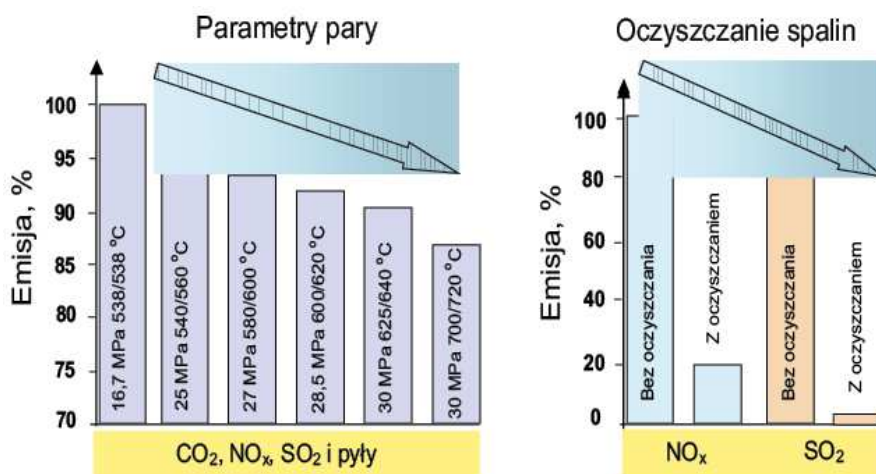 Parametry pary
Emisja, %
100
95
90
85
80
75
70
16,7 MPa 538/538 °C
25 MPa 540/560 °C
27 MPa 580/600 °C
28,5 MPa 600/620 °C
30 MPa 625/640 °C
30 MPa 700/720 °C
CO₂, NOₓ, SO₂ i pyły
Oczyszczanie spalin
Emisja, %
100
80
60
40
20
0
Bez oczyszczania
Z oczyszczaniem
Bez oczyszczania
Z oczyszczaniem
NOₓ
SO₂